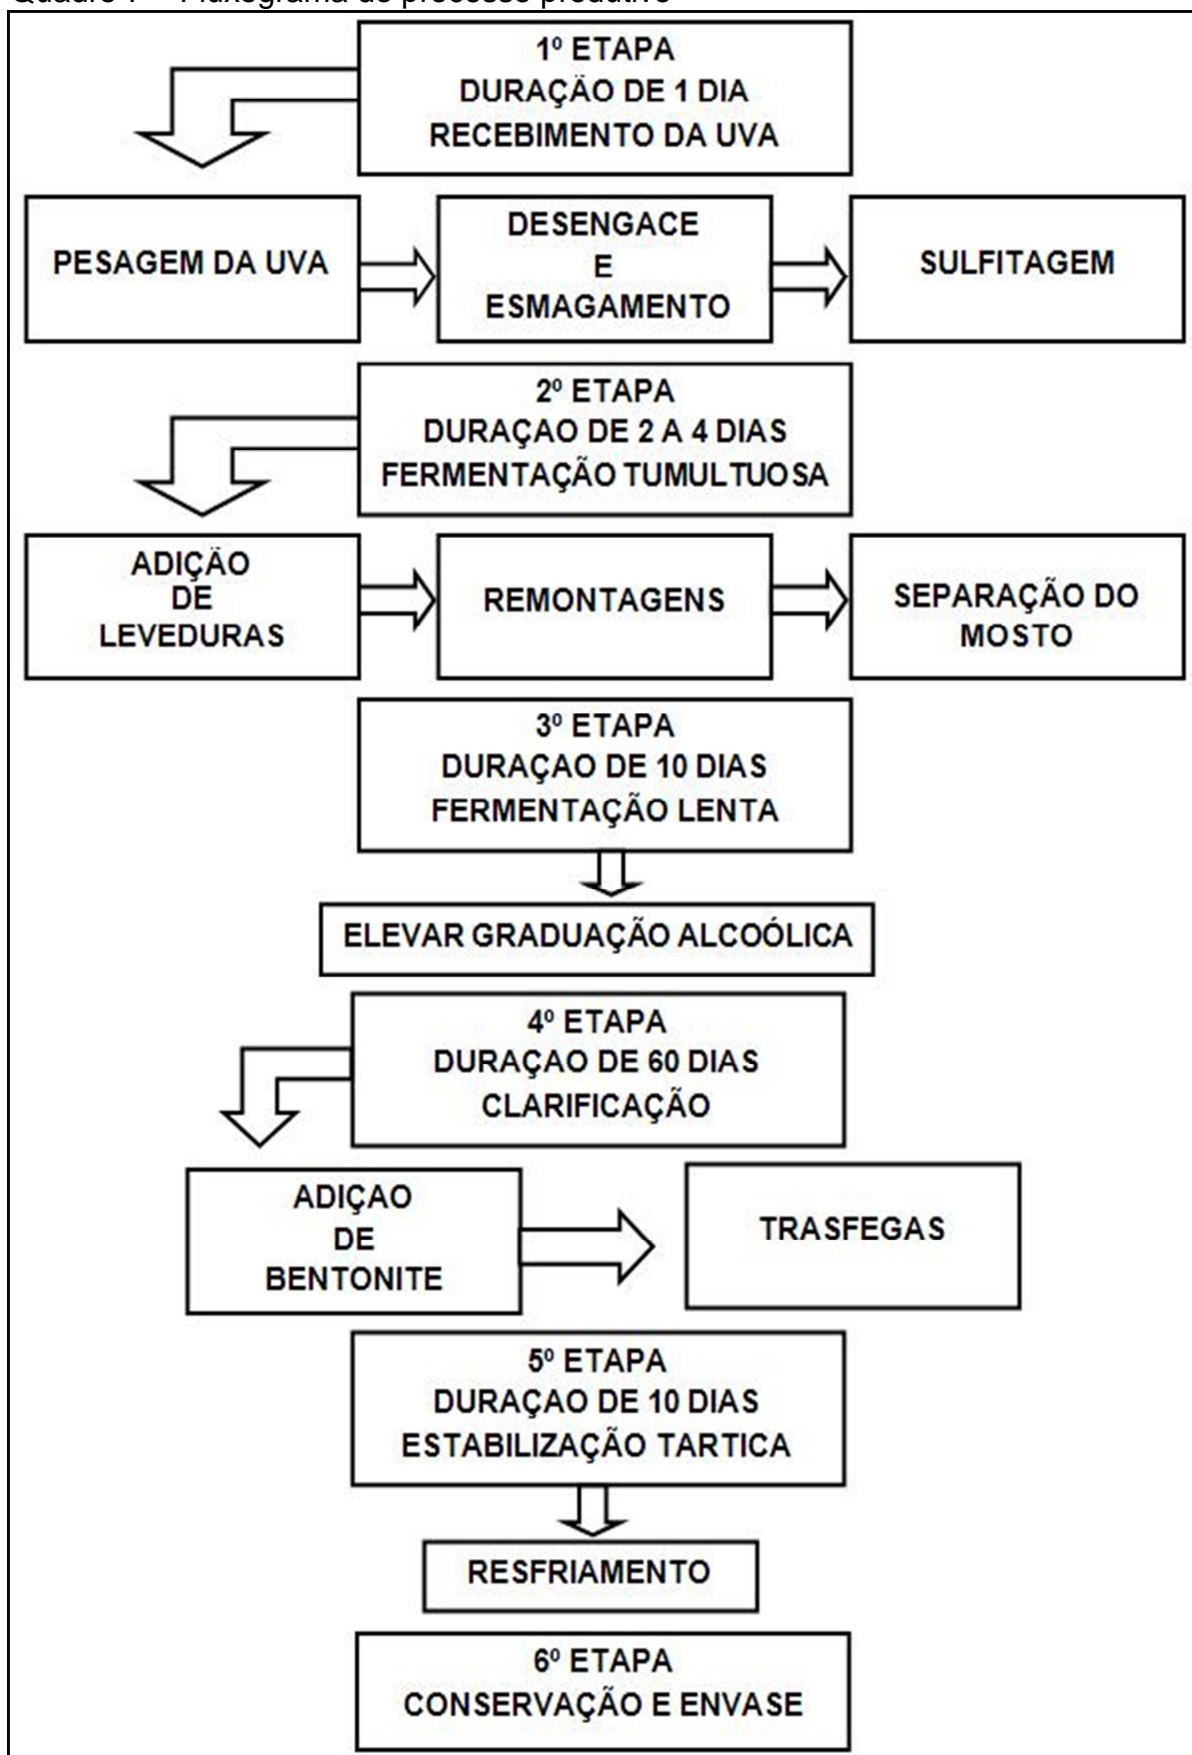 Fluxograma do processo produtivo
1º ETAPA
DURAÇÃO DE 1 DIA
RECEBIMENTO DA UVA
PESAGEM DA UVA
DESENGACE
E
ESMAGAMENTO
SULFITAGEM
2º ETAPA
DURAÇAO DE 2 A 4 DIAS
FERMENTAÇÃO TUMULTUOSA
ADIÇÃO
DE
LEVEDURAS
REMONTAGENS
SEPARAÇÃO DO
MOSTO
3º ETAPA
DURAÇAO DE 10 DIAS
FERMENTAÇÃO LENTA
ELEVAR GRADUAÇÃO ALCOÓLICA
4º ETAPA
DURAÇAO DE 60 DIAS
CLARIFICAÇÃO
ADIÇAO
DE
BENTONITE
TRASFEGAS
5º ETAPA
DURAÇAO DE 10 DIAS
ESTABILIZAÇÃO TARTICA
RESFRIAMENTO
6º ETAPA
CONSERVAÇÃO E ENVASE